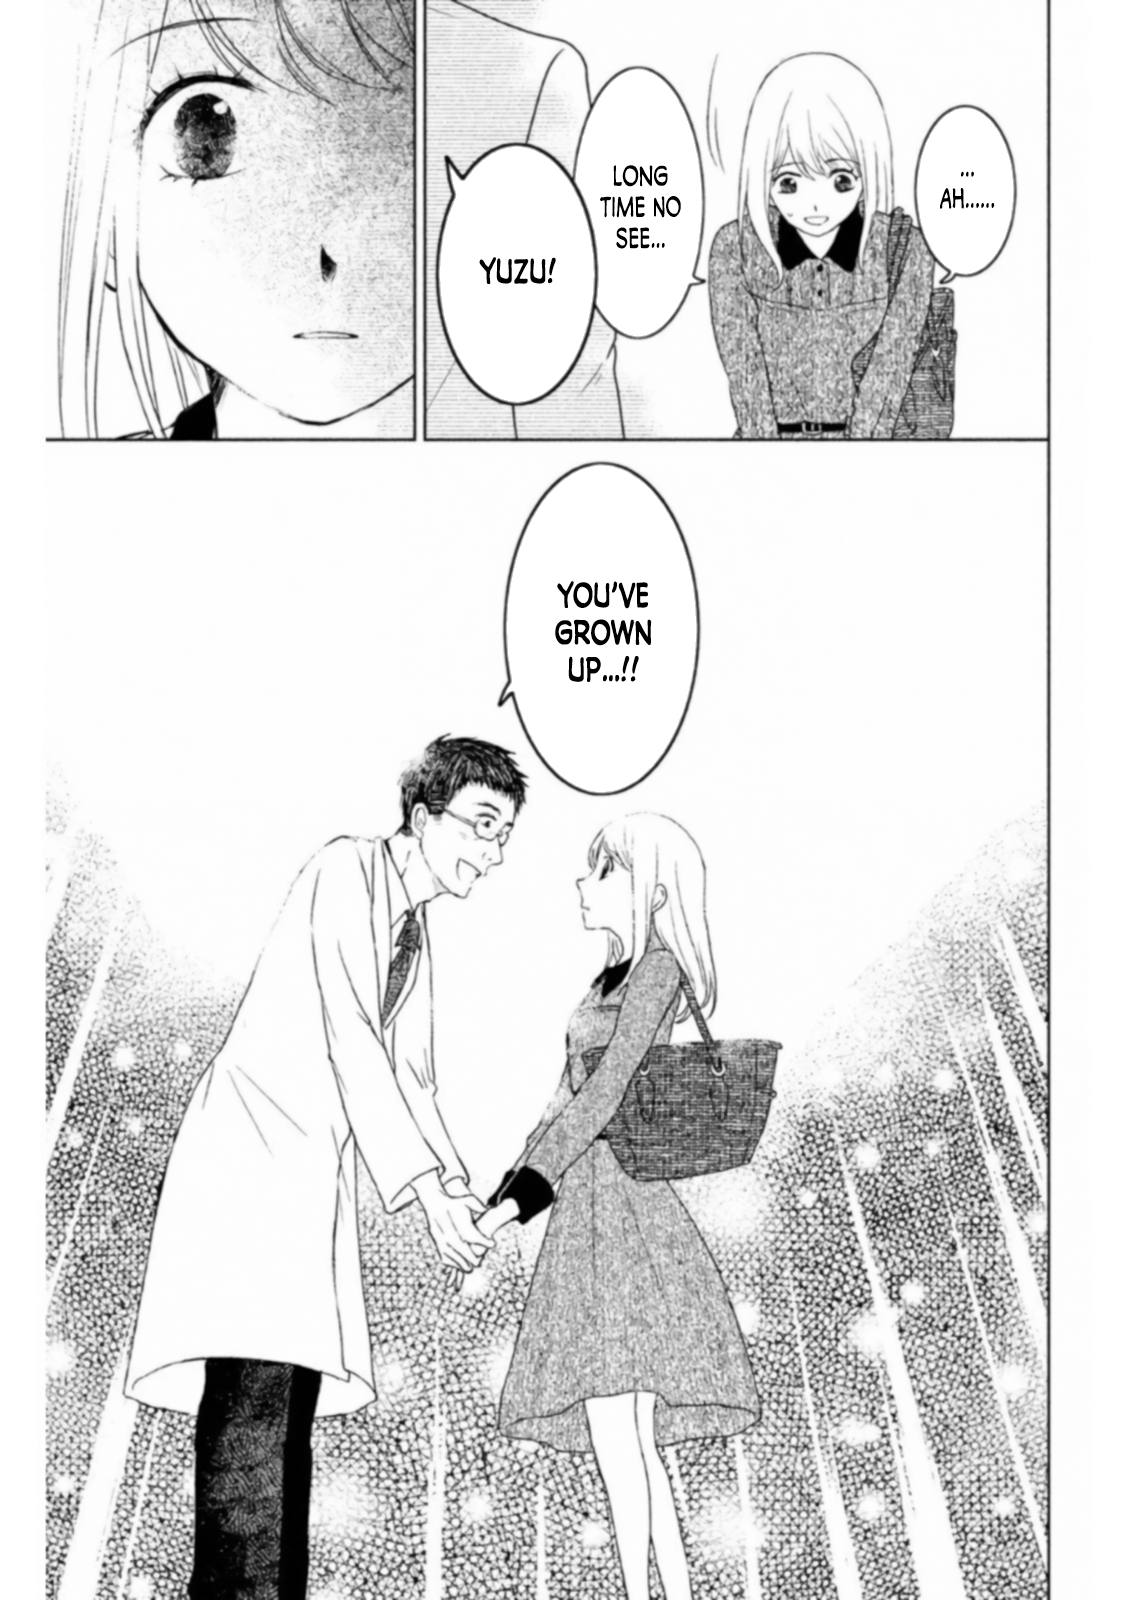 ...
AH......
LONG
TIME NO
SEE...
YUZU!
YOU'VE
GROWN
UP...!!